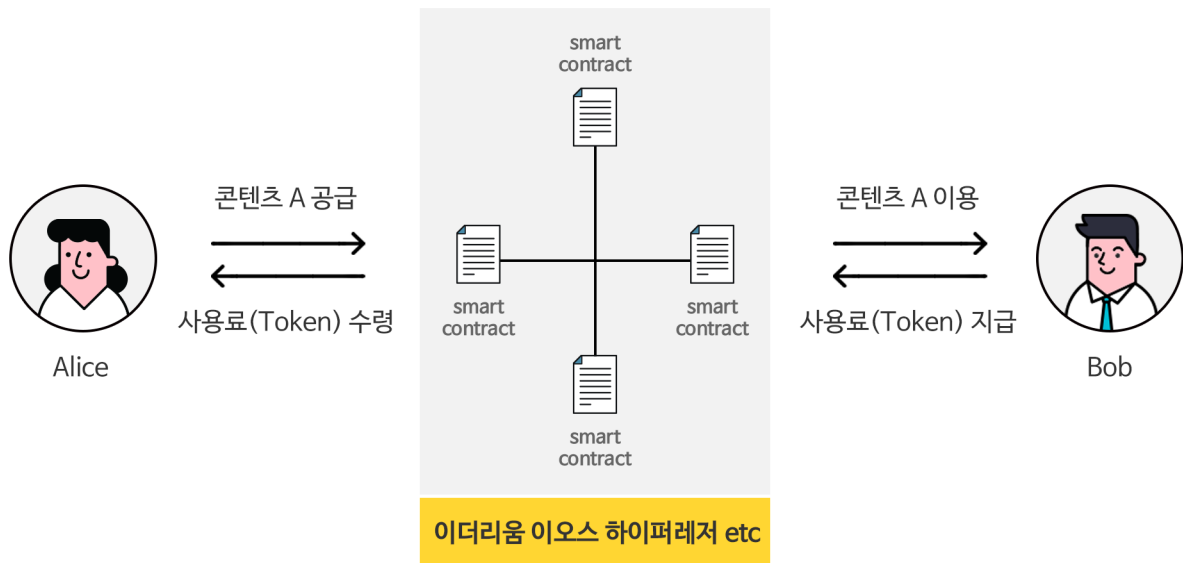 smart
contract
콘텐츠 A 공급
콘텐츠 A 이용
smart
contract
smart
contract
사용료(Token) 수령
사용료(Token) 지급
Alice
Bob
smart
contract
이더리움 이오스 하이퍼레저 etc